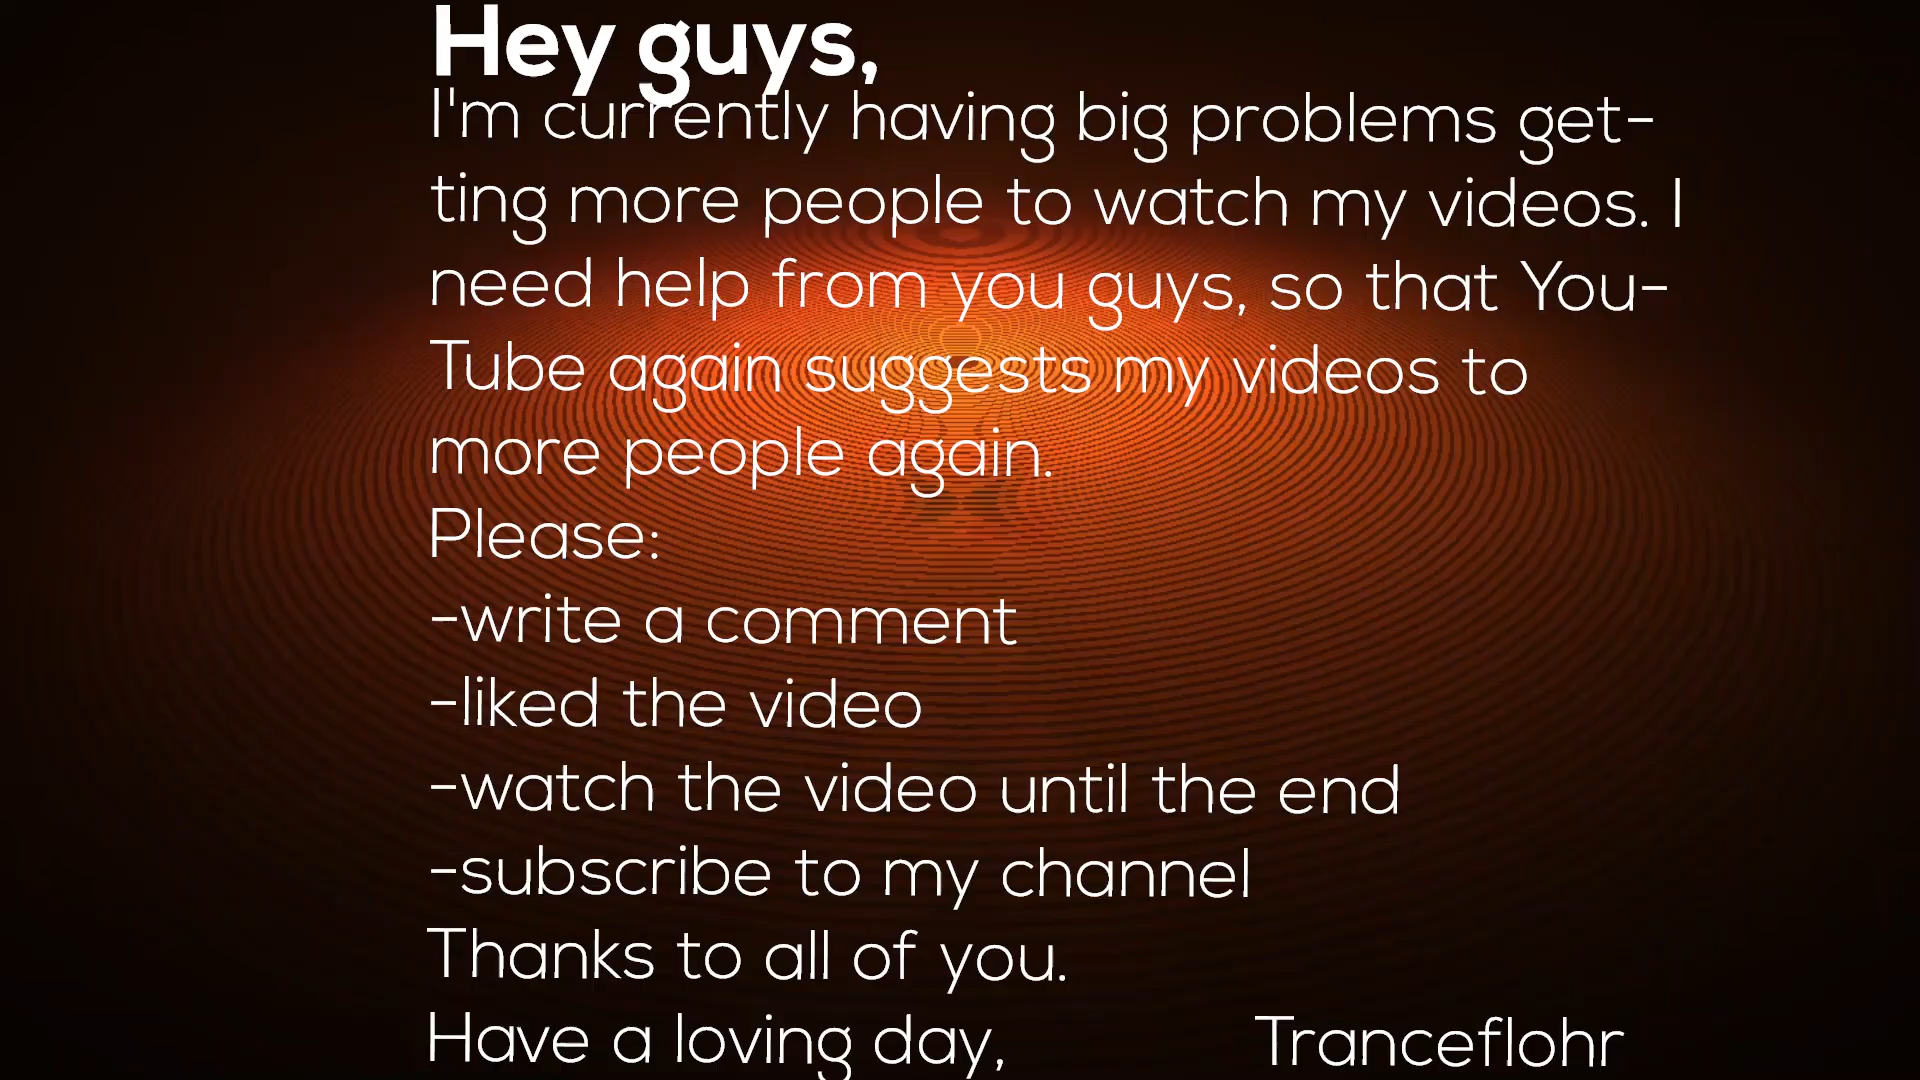 Hey guys,
I'm currently having big problems get-
ting more people to watch my videos. I
need help from you guys, so that You-
Tube again suggests my videos to
more people again.
Please:
-write a comment
-liked the video
-watch the video until the end
-subscribe to my channel
Thanks to all of you.
Have a loving day, Tranceflohr